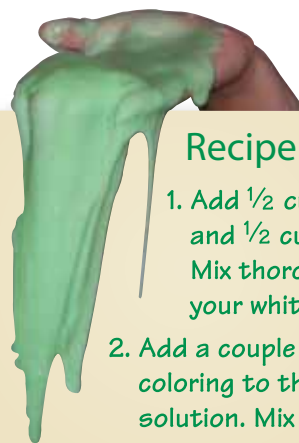 Recipe
1. Add ½ c
and ½ cu
Mix thoro
your whit
2. Add a couple
coloring to th
solution. Mix